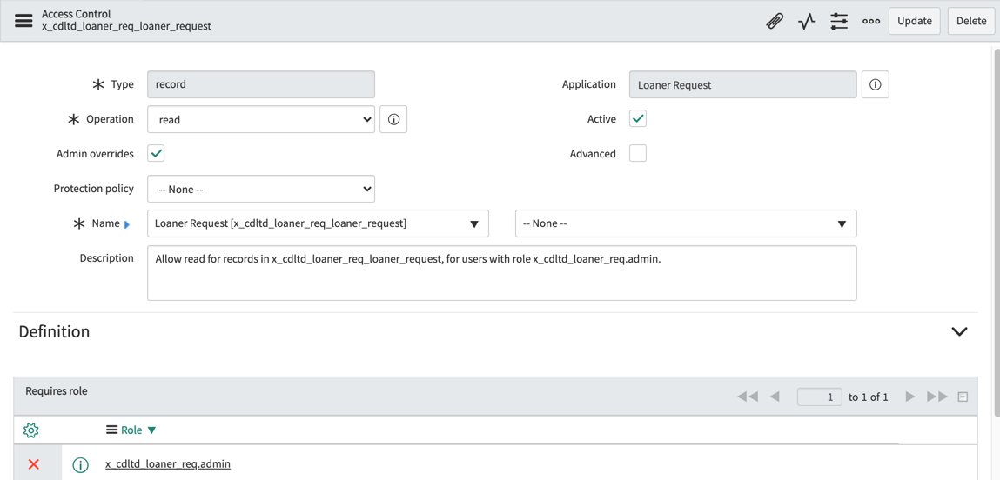 Access Control
x_cdltd_loaner_req_loaner_request
Update
Delete
Type
record
Application
Loaner Request
Operation
read
Active
Admin overrides
Advanced
Protection policy
-- None --
Name
Loaner Request [x_cdltd_loaner_req_loaner_request]
-- None --
Description
Allow read for records in x_cdltd_loaner_req_loaner_request, for users with role x_cdltd_loaner_req.admin.
Definition
Requires role
1 to 1 of 1
Role
x_cdltd_loaner_req.admin